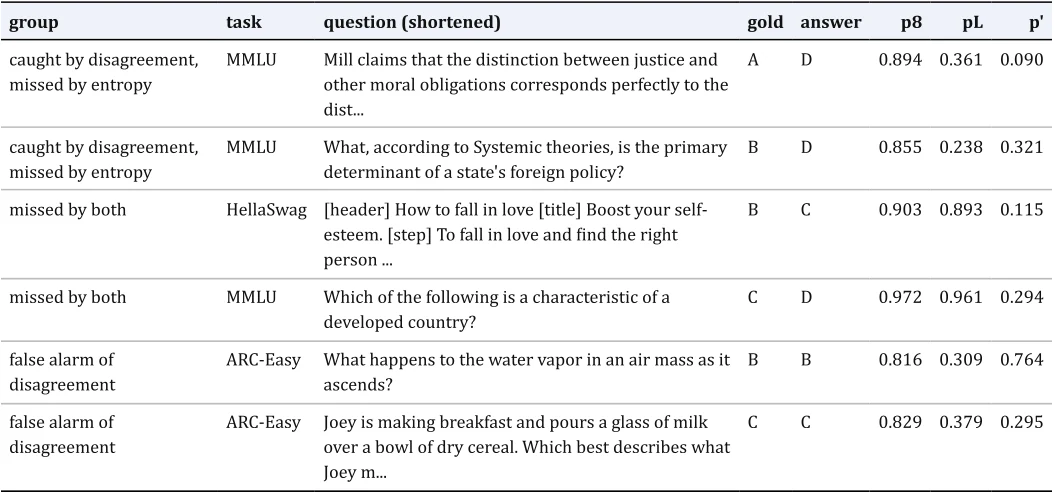 group task question (shortened) gold answer p8 pL p'
caught by disagreement, MMLU Mill claims that the distinction between justice and A D 0.894 0.361 0.090
missed by entropy other moral obligations corresponds perfectly to the
dist...
caught by disagreement, MMLU What, according to Systemic theories, is the primary B D 0.855 0.238 0.321
missed by entropy determinant of a state's foreign policy?
missed by both HellaSwag [header] How to fall in love [title] Boost your self- B C 0.903 0.893 0.115
esteem. [step] To fall in love and find the right
person ...
missed by both MMLU Which of the following is a characteristic of a C D 0.972 0.961 0.294
developed country?
false alarm of ARC-Easy What happens to the water vapor in an air mass as it B B 0.816 0.309 0.764
disagreement ascends?
false alarm of ARC-Easy Joey is making breakfast and pours a glass of milk C C 0.829 0.379 0.295
disagreement over a bowl of dry cereal. Which best describes what
Joey m...